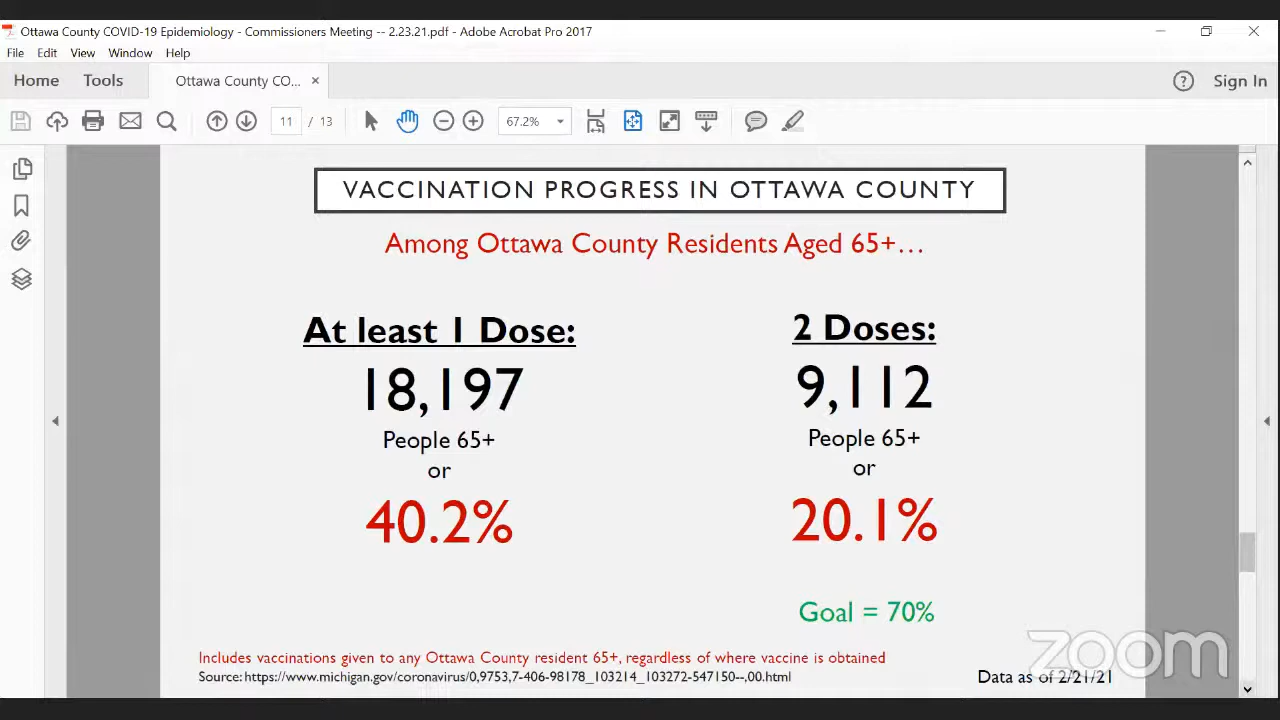 Ottawa County COVID-19 Epidemiology - Commissioners Meeting -- 2.23.21.pdf - Adobe Acrobat Pro 2017
File Edit View Window Help
Home Tools Ottawa County CO... × ? Sign In
11 / 13 67.2%
VACCINATION PROGRESS IN OTTAWA COUNTY
Among Ottawa County Residents Aged 65+...
At least 1 Dose: 2 Doses:
18,197 9,112
People 65+ People 65+
or or
40.2% 20.1%
Goal = 70%
Includes vaccinations given to any Ottawa County resident 65+, regardless of where vaccine is obtained
Source: https://www.michigan.gov/coronavirus/0,9753,7-406-98178_103214_103272-547150--,00.html
Data as of 2/21/21
zoom